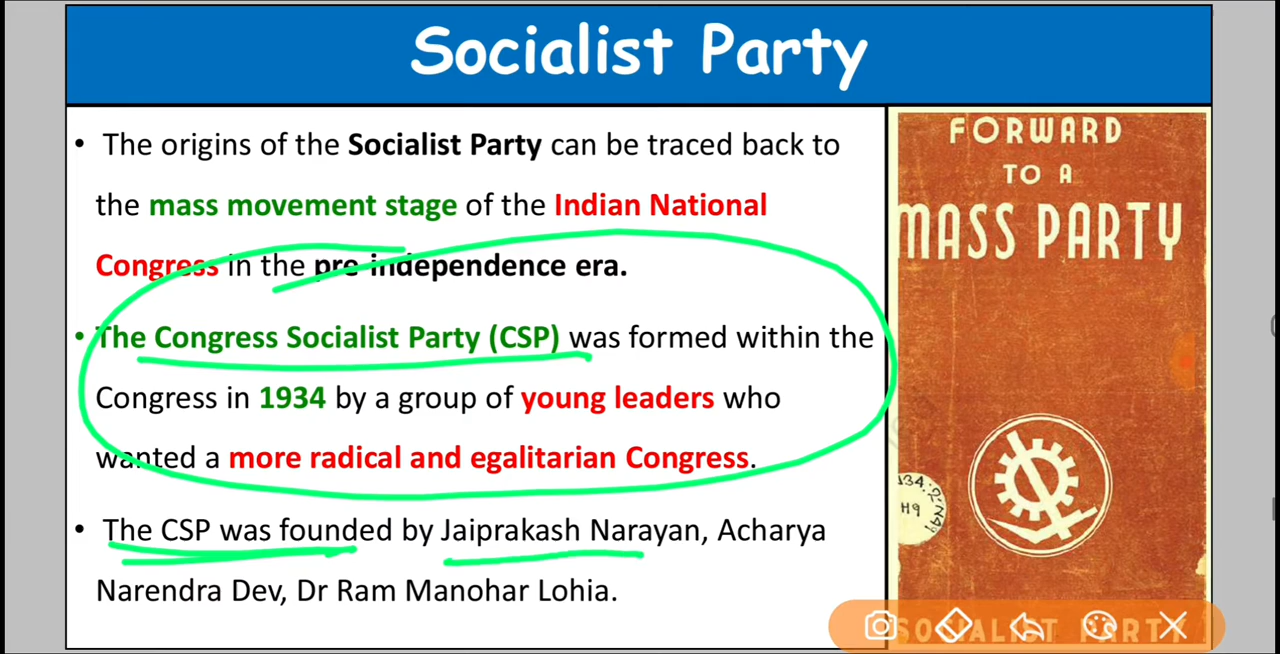 Socialist Party
• The origins of the Socialist Party can be traced back to
the mass movement stage of the Indian National
Congress in the pre-independence era.
• The Congress Socialist Party (CSP) was formed within the
Congress in 1934 by a group of young leaders who
wanted a more radical and egalitarian Congress.
• The CSP was founded by Jaiprakash Narayan, Acharya
Narendra Dev, Dr Ram Manohar Lohia.
FORWARD
TO A
MASS PARTY
H9
SOCIALIST PARTY